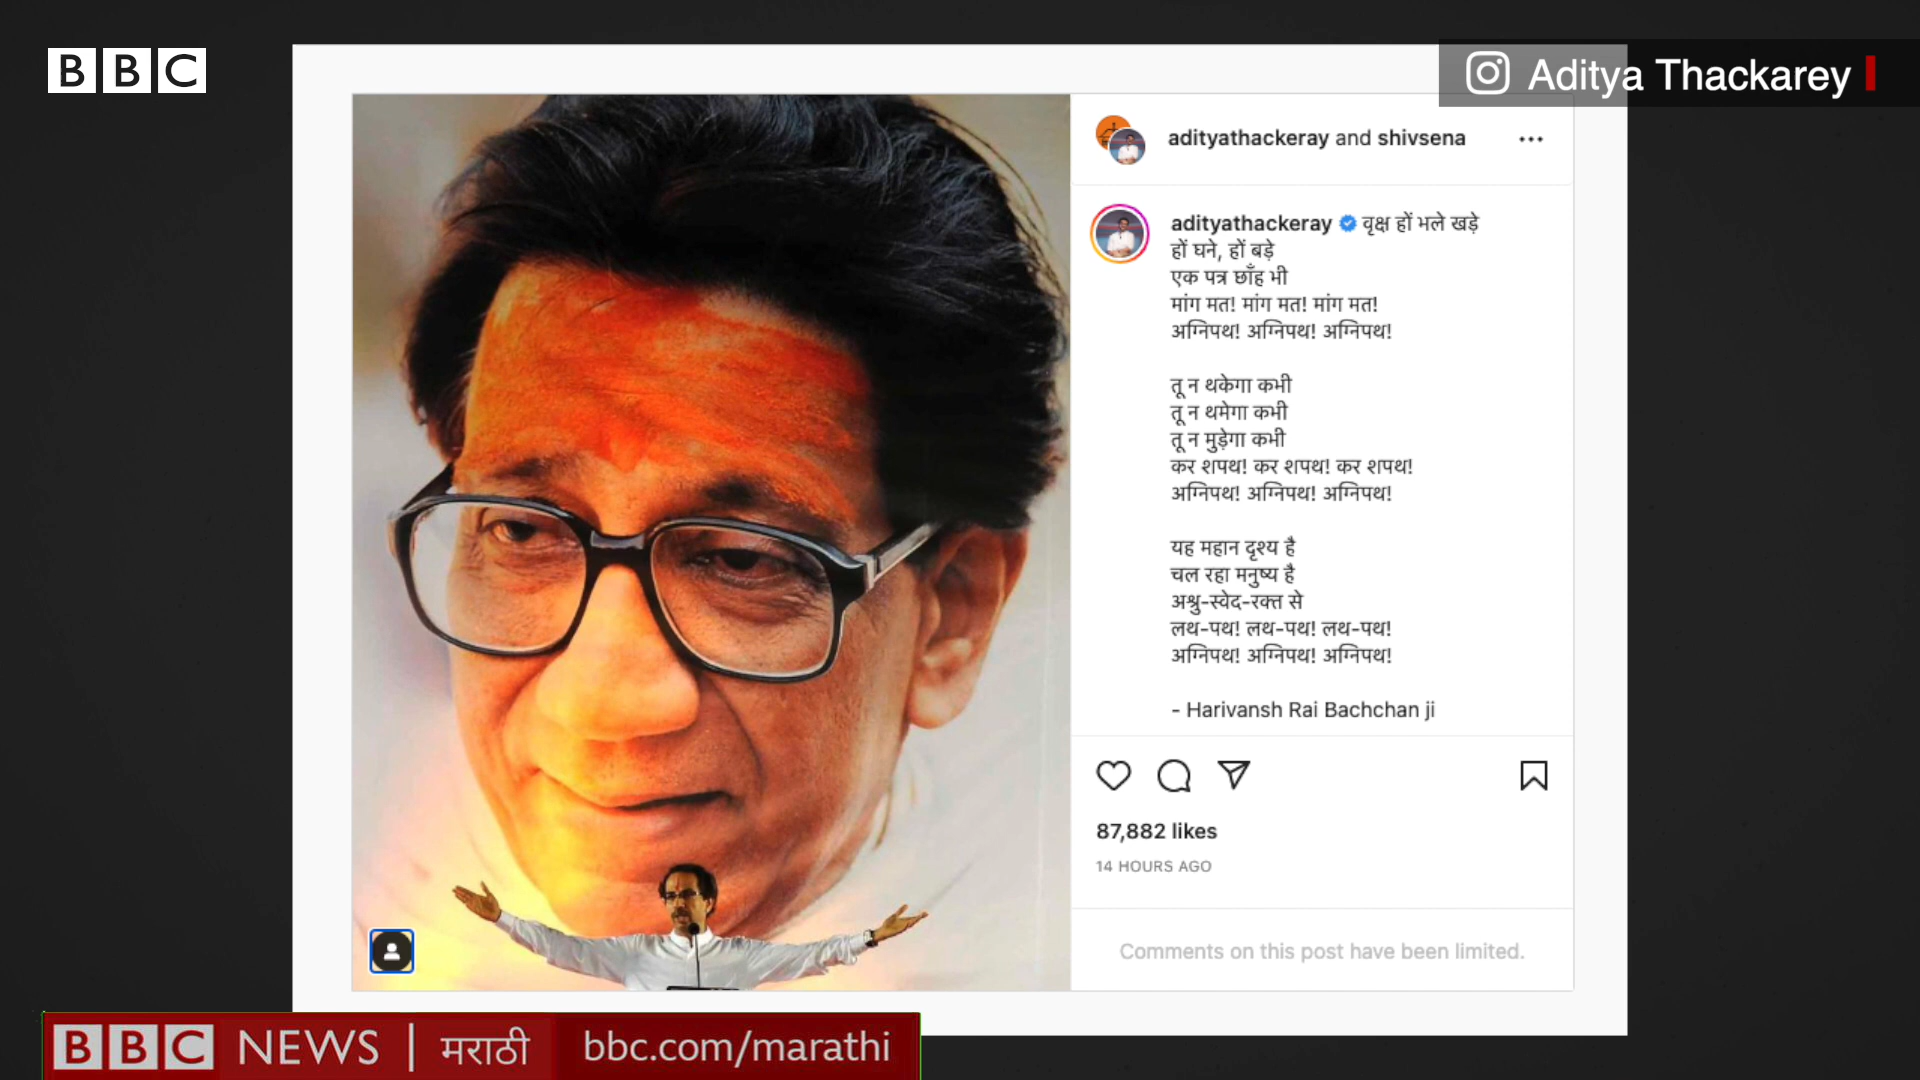 BBC
Aditya Thackarey
adityathackeray and shivsena
adityathackeray वृक्ष हों भले खड़े
हों घने, हों बड़े
एक पत्र छाँह भी
मांग मत! मांग मत! मांग मत!
अग्निपथ! अग्निपथ! अग्निपथ!
तू न थकेगा कभी
तू न थमेगा कभी
तू न मुड़ेगा कभी
कर शपथ! कर शपथ! कर शपथ!
अग्निपथ! अग्निपथ! अग्निपथ!
यह महान दृश्य है
चल रहा मनुष्य है
अश्रु-स्वेद-रक्त से
लथ-पथ! लथ-पथ! लथ-पथ!
अग्निपथ! अग्निपथ! अग्निपथ!
- Harivansh Rai Bachchan ji
87,882 likes
14 HOURS AGO
Comments on this post have been limited.
BBC NEWS | मराठी bbc.com/marathi